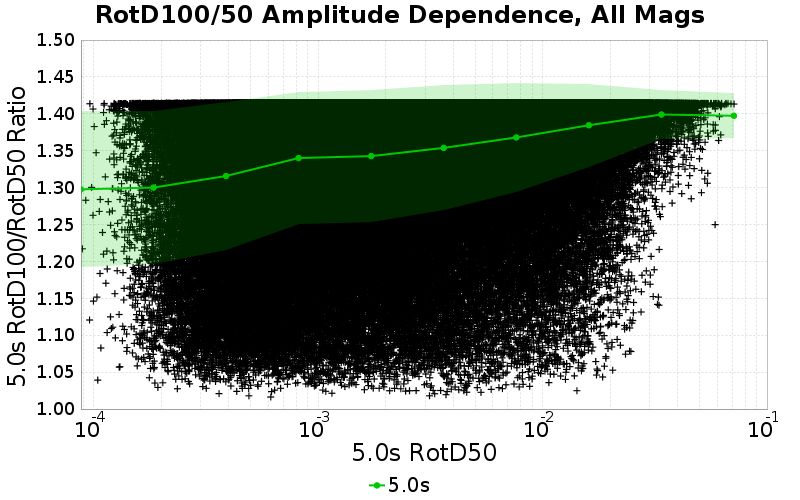 RotD100/50 Amplitude Dependence, All Mags
5.0s RotD100/RotD50 Ratio
1.50
1.45
1.40
1.35
1.30
1.25
1.20
1.15
1.10
1.05
1.00
10-4 10-3 10-2 10-1
5.0s RotD50
5.0s